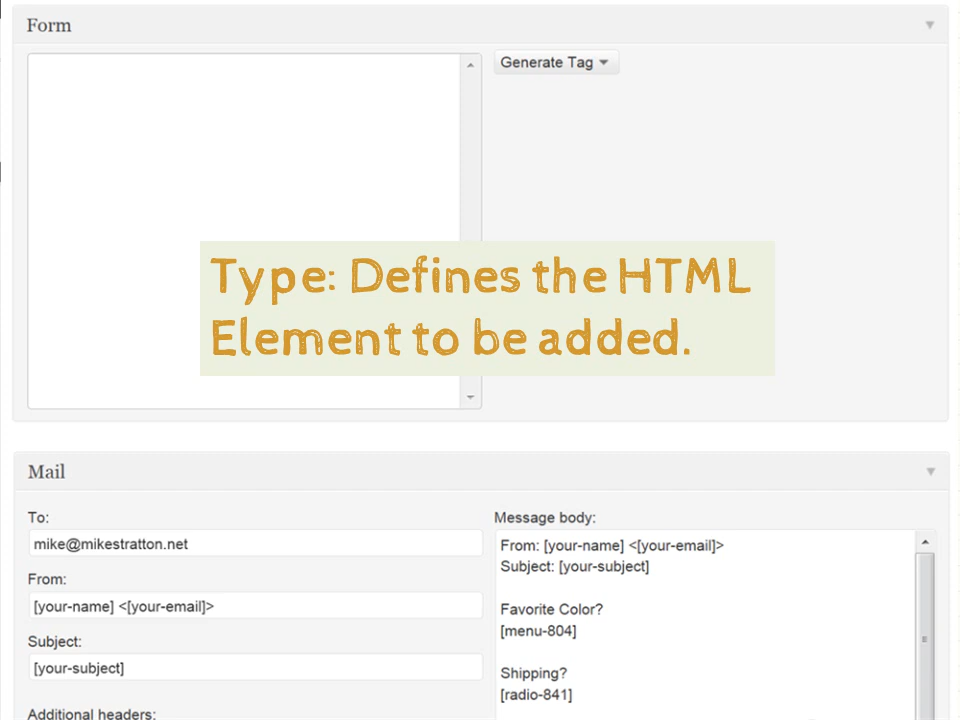 Form
Generate Tag
Type: Defines the HTML
Element to be added.
Mail
To:
mike@mikestratton.net
From:
[your-name] <[your-email]>
Subject:
[your-subject]
Additional headers:
Message body:
From: [your-name] <[your-email]>
Subject: [your-subject]
Favorite Color?
[menu-804]
Shipping?
[radio-841]